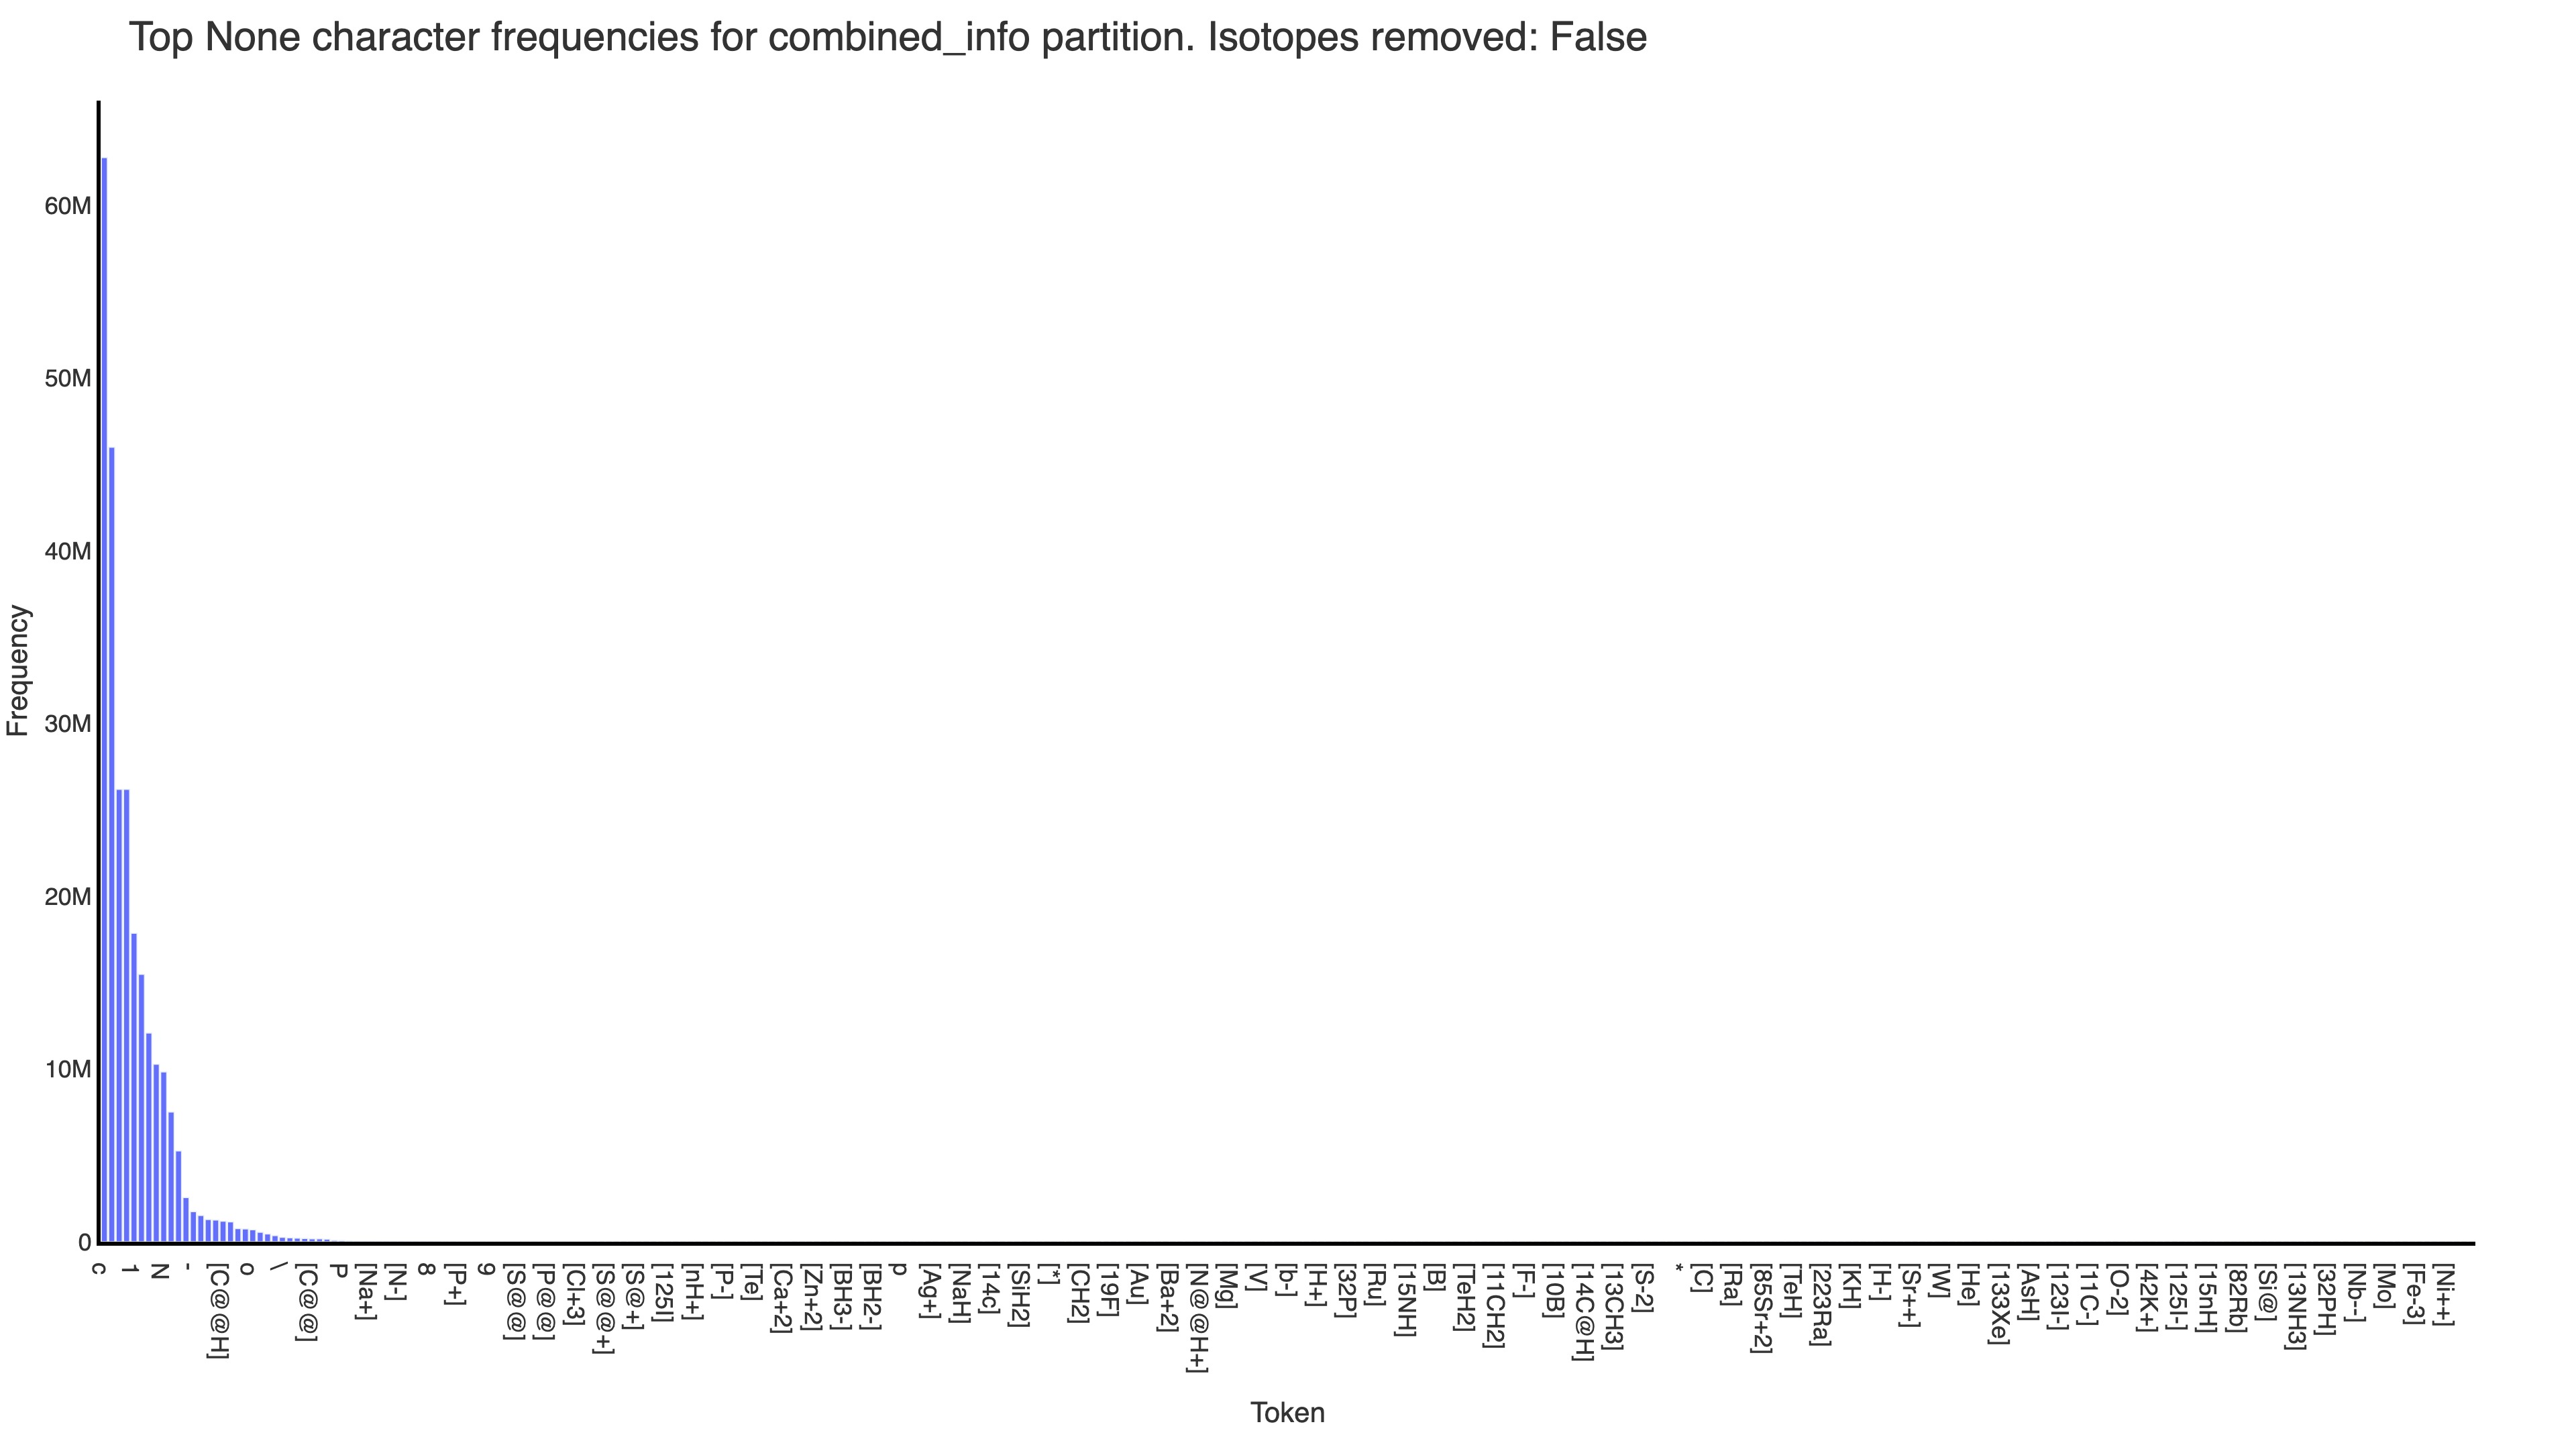 Top None character frequencies for combined_info partition. Isotopes removed: False
60M
50M
40M
30M
20M
10M
0
Frequency
c
1
N
-
[C@@H]
o
\
[C@@]
P
[Na+]
[N-]
8
[P+]
9
[S@@]
[P@@]
[Cl+3]
[S@@+]
[S@+]
[125I]
[nH+]
[P-]
[Te]
[Ca+2]
[Zn+2]
[BH3-]
[BH2-]
p
[Ag+]
[NaH]
[14c]
[SiH2]
[*]
[CH2]
[19F]
[Au]
[Ba+2]
[N@@H+]
[Mg]
[V]
[b-]
[H+]
[32P]
[Ru]
[15NH]
[B]
[TeH2]
[11CH2]
[F-]
[10B]
[14C@H]
[13CH3]
[S-2]
*
[C]
[Ra]
[85Sr+2]
[TeH]
[223Ra]
[KH]
[H-]
[Sr++]
[W]
[He]
[133Xe]
[AsH]
[123I-]
[11C-]
[O-2]
[42K+]
[125I-]
[15nH]
[82Rb]
[Si@]
[13NH3]
[32PH]
[Nb--]
[Mo]
[Fe-3]
[Ni++]
Token